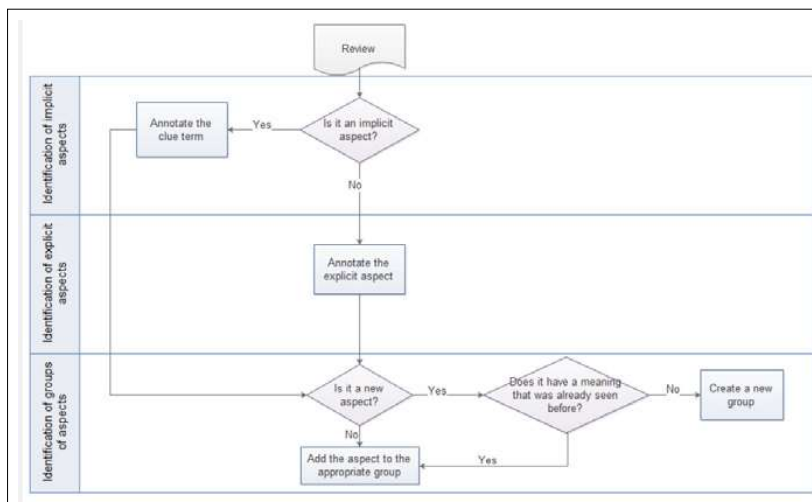 Review
Identification of implicit
aspects
Annotate the
clue term
Yes
Is it an implicit
aspect?
No
Identification of explicit
aspects
Annotate the
explicit aspect
Identification of groups
of aspects
Is it a new
aspect?
Yes
Does it have a meaning
that was already seen
before?
No
Create a new
group
No
Add the aspect to the
appropriate group
Yes